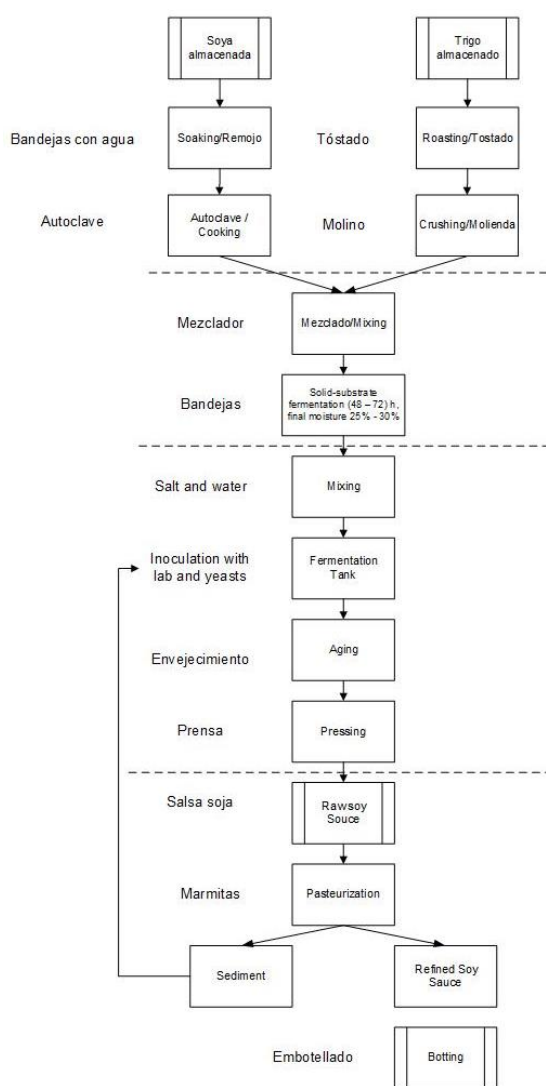 Soya
almacenada
Trigo
almacenado
Bandejas con agua
Soaking/Remojo
Tóstado
Roasting/Tostado
Autoclave
Autoclave /
Cooking
Molino
Crushing/Molienda
Mezclador
Mezclado/Mixing
Bandejas
Solid-substrate
fermentation (48 – 72) h,
final moisture 25% - 30%
Salt and water
Mixing
Inoculation with
lab and yeasts
Fermentation
Tank
Envejecimiento
Aging
Prensa
Pressing
Salsa soja
Rawsoy
Souce
Marmitas
Pasteurization
Sediment
Refined Soy
Sauce
Embotellado
Botting